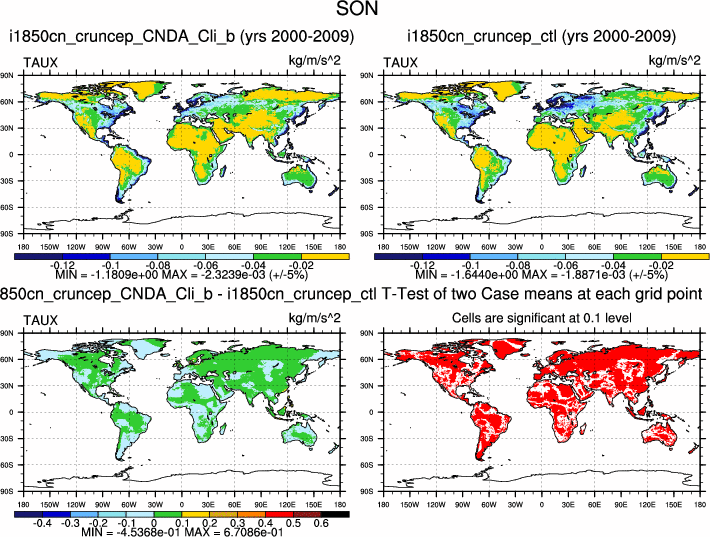 SON
i1850cn_cruncep_CNDA_Cli_b (yrs 2000-2009)
i1850cn_cruncep_ctl (yrs 2000-2009)
TAUX kg/m/s^2
TAUX kg/m/s^2
90N
60N
30N
0
30S
60S
90S
180 150W 120W 90W 60W 30W 0 30E 60E 90E 120E 150E 180
-0.12 -0.1 -0.08 -0.06 -0.04 -0.02
MIN = -1.1809e+00 MAX = -2.3239e-03 (+/-5%)
90N
60N
30N
0
30S
60S
90S
180 150W 120W 90W 60W 30W 0 30E 60E 90E 120E 150E 180
-0.12 -0.1 -0.08 -0.06 -0.04 -0.02
MIN = -1.6440e+00 MAX = -1.8871e-03 (+/-5%)
850cn_cruncep_CNDA_Cli_b - i1850cn_cruncep_ctl
T-Test of two Case means at each grid point
TAUX kg/m/s^2
Cells are significant at 0.1 level
90N
60N
30N
0
30S
60S
90S
180 150W 120W 90W 60W 30W 0 30E 60E 90E 120E 150E 180
-0.4 -0.3 -0.2 -0.1 0 0.1 0.2 0.3 0.4 0.5 0.6
MIN = -4.5368e-01 MAX = 6.7086e-01
90N
60N
30N
0
30S
60S
90S
180 150W 120W 90W 60W 30W 0 30E 60E 90E 120E 150E 180